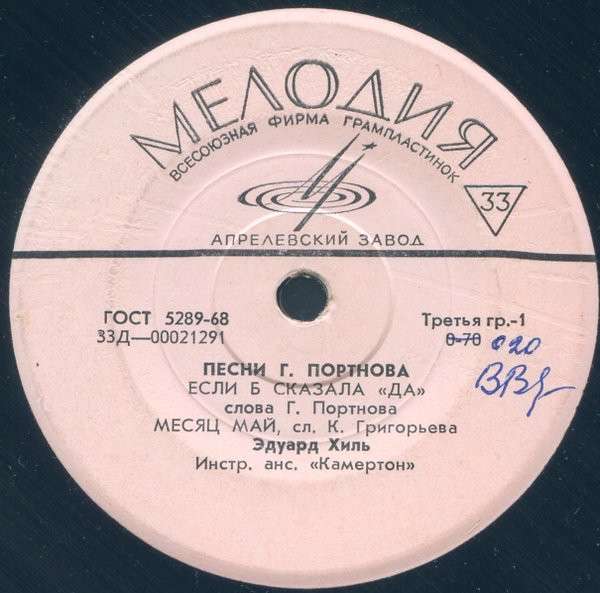 МЕЛОДИЯ
ВСЕСОЮЗНАЯ ФИРМА ГРАМПЛАСТИНОК
33
АПРЕЛЕВСКИЙ ЗАВОД
ГОСТ 5289-68
33Д—00021291
Третья гр.-1
0-70 020
ПЕСНИ Г. ПОРТНОВА
ЕСЛИ Б СКАЗАЛА «ДА»
слова Г. Портнова
МЕСЯЦ МАЙ, сл. К. Григорьева
Эдуард Хиль
Инстр. анс. «Камертон»